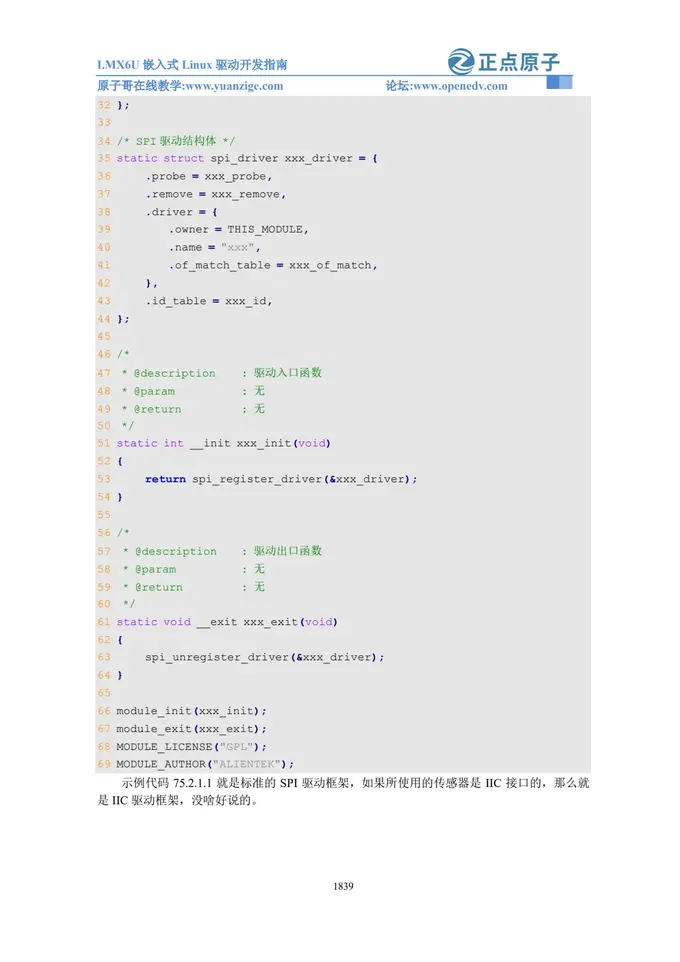 I.MX6U 嵌入式 Linux 驱动开发指南
正点原子
原子哥在线教学:www.yuanzige.com 论坛:www.openedv.com
32 };
33
34 /* SPI 驱动结构体 */
35 static struct spi_driver xxx_driver = {
36     .probe = xxx_probe,
37     .remove = xxx_remove,
38     .driver = {
39         .owner = THIS_MODULE,
40         .name = "xxx",
41         .of_match_table = xxx_of_match,
42     },
43     .id_table = xxx_id,
44 };
45
46 /*
47  * @description    : 驱动入口函数
48  * @param          : 无
49  * @return         : 无
50  */
51 static int __init xxx_init(void)
52 {
53     return spi_register_driver(&xxx_driver);
54 }
55
56 /*
57  * @description    : 驱动出口函数
58  * @param          : 无
59  * @return         : 无
60  */
61 static void __exit xxx_exit(void)
62 {
63     spi_unregister_driver(&xxx_driver);
64 }
65
66 module_init(xxx_init);
67 module_exit(xxx_exit);
68 MODULE_LICENSE("GPL");
69 MODULE_AUTHOR("ALIENTEK");
示例代码 75.2.1.1 就是标准的 SPI 驱动框架，如果所使用的传感器是 IIC 接口的，那么就
是 IIC 驱动框架，没啥好说的。
1839